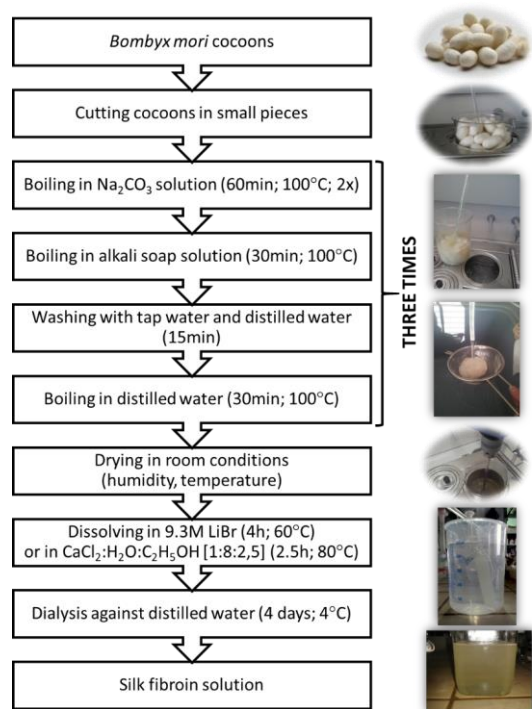 Bombyx mori cocoons
Cutting cocoons in small pieces
Boiling in Na₂CO₃ solution (60min; 100°C; 2x)
Boiling in alkali soap solution (30min; 100°C)
Washing with tap water and distilled water
(15min)
Boiling in distilled water (30min; 100°C)
THREE TIMES
Drying in room conditions
(humidity, temperature)
Dissolving in 9.3M LiBr (4h; 60°C)
or in CaCl₂:H₂O:C₂H₅OH [1:8:2,5] (2.5h; 80°C)
Dialysis against distilled water (4 days; 4°C)
Silk fibroin solution